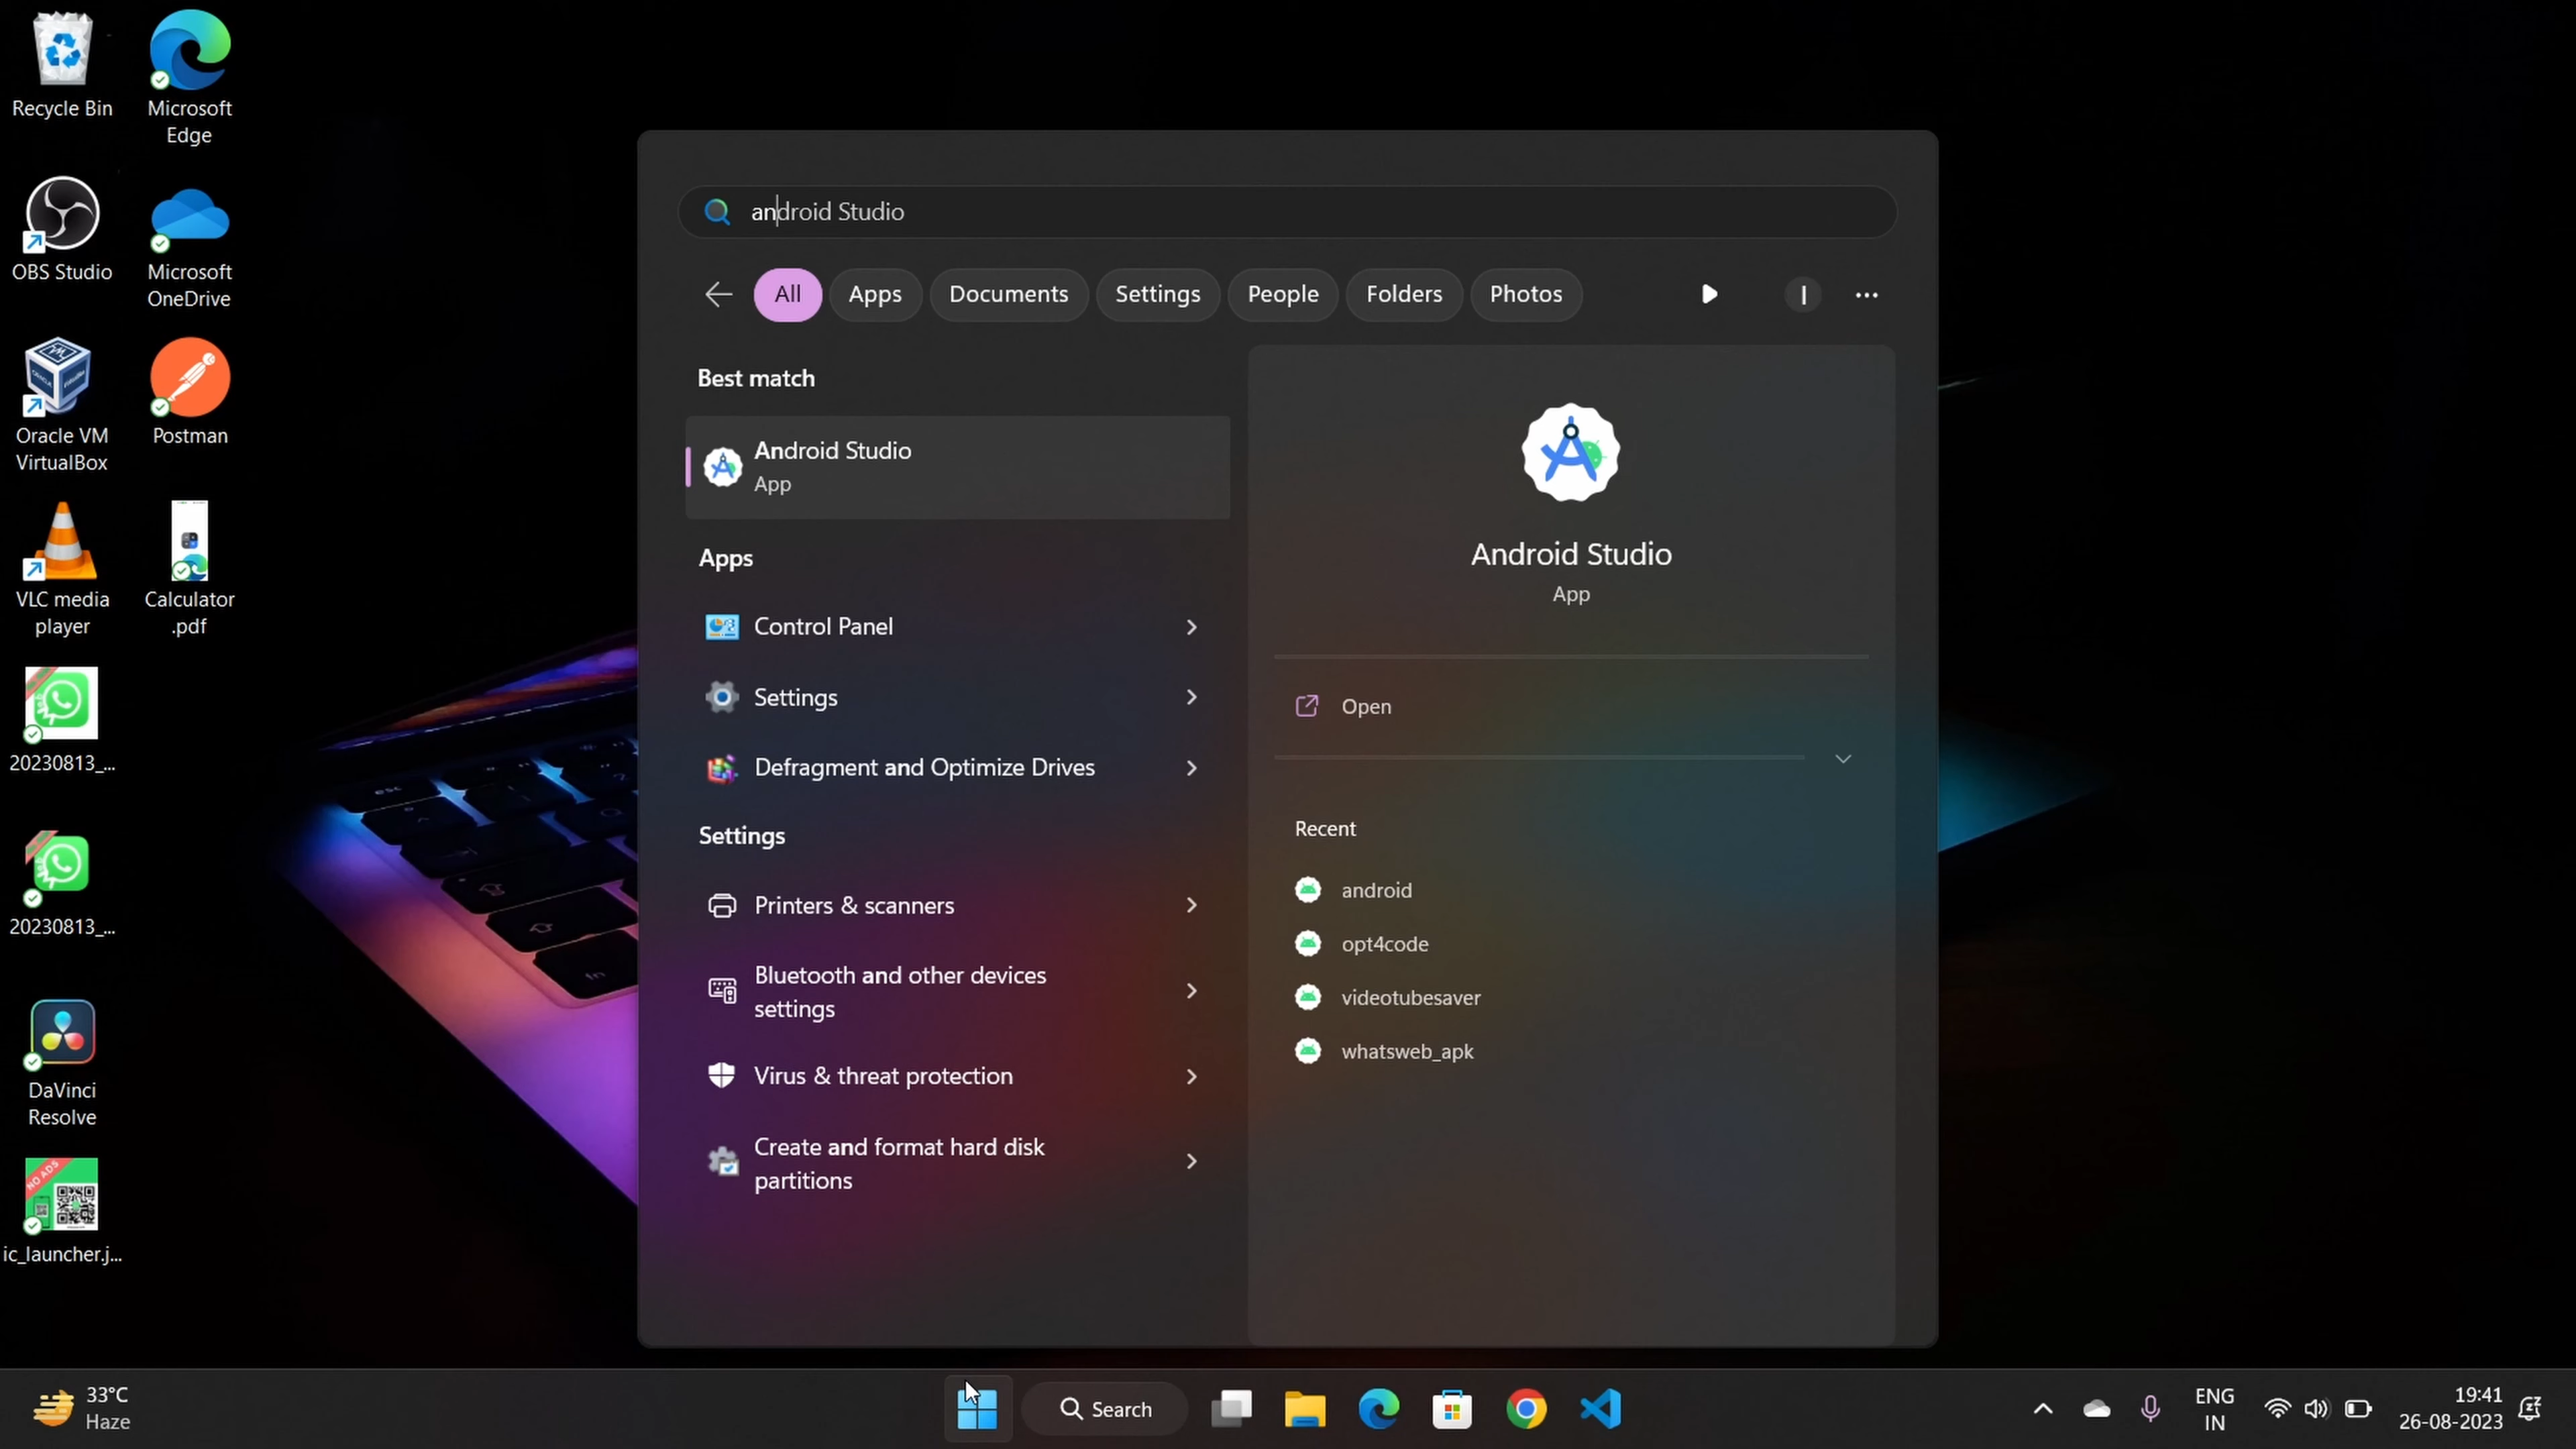 Recycle Bin
Microsoft
Edge
OBS Studio
Microsoft
OneDrive
Oracle VM
VirtualBox
Postman
VLC media
player
Calculator
.pdf
20230813_...
20230813_...
DaVinci
Resolve
NO ADS
ic_launcher.j...
android Studio
All
Apps
Documents
Settings
People
Folders
Photos
I
Best match
Android Studio
App
Apps
Control Panel
Settings
Defragment and Optimize Drives
Settings
Printers & scanners
Bluetooth and other devices
settings
Virus & threat protection
Create and format hard disk
partitions
Android Studio
App
Open
Recent
android
opt4code
videotubesaver
whatsweb_apk
esc
fn
33°C
Haze
Search
ENG
IN
19:41
26-08-2023